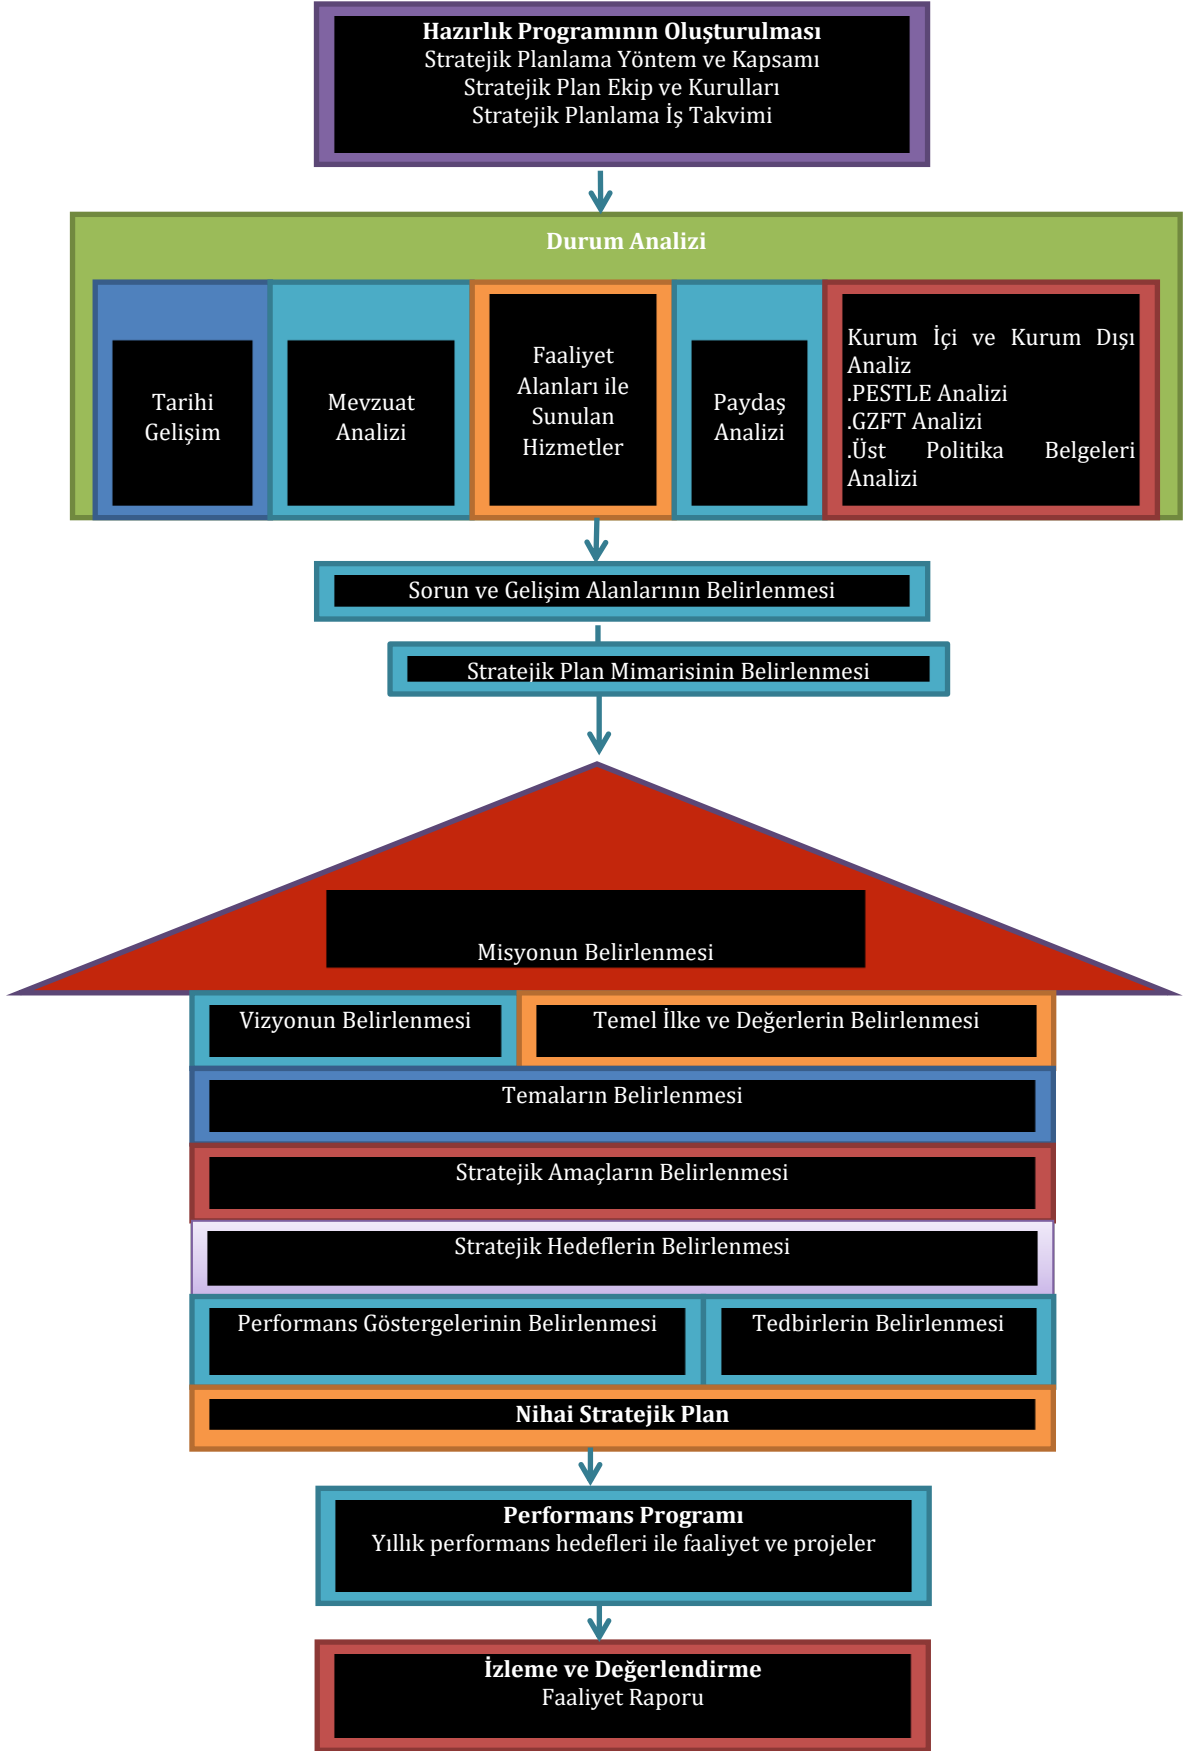 Hazırlık Programının Oluşturulması
Stratejik Planlama Yöntem ve Kapsamı
Stratejik Plan Ekip ve Kurulları
Stratejik Planlama İş Takvimi
Durum Analizi
Tarihi
Gelişim
Mevzuat
Analizi
Faaliyet
Alanları ile
Sunulan
Hizmetler
Paydaş
Analizi
Kurum İçi ve Kurum Dışı
Analiz
.PESTLE Analizi
.GZFT Analizi
.Üst Politika Belgeleri
Analizi
Sorun ve Gelişim Alanlarının Belirlenmesi
Stratejik Plan Mimarisinin Belirlenmesi
Misyonun Belirlenmesi
Vizyonun Belirlenmesi
Temel İlke ve Değerlerin Belirlenmesi
Temaların Belirlenmesi
Stratejik Amaçların Belirlenmesi
Stratejik Hedeflerin Belirlenmesi
Performans Göstergelerinin Belirlenmesi
Tedbirlerin Belirlenmesi
Nihai Stratejik Plan
Performans Programı
Yıllık performans hedefleri ile faaliyet ve projeler
İzleme ve Değerlendirme
Faaliyet Raporu